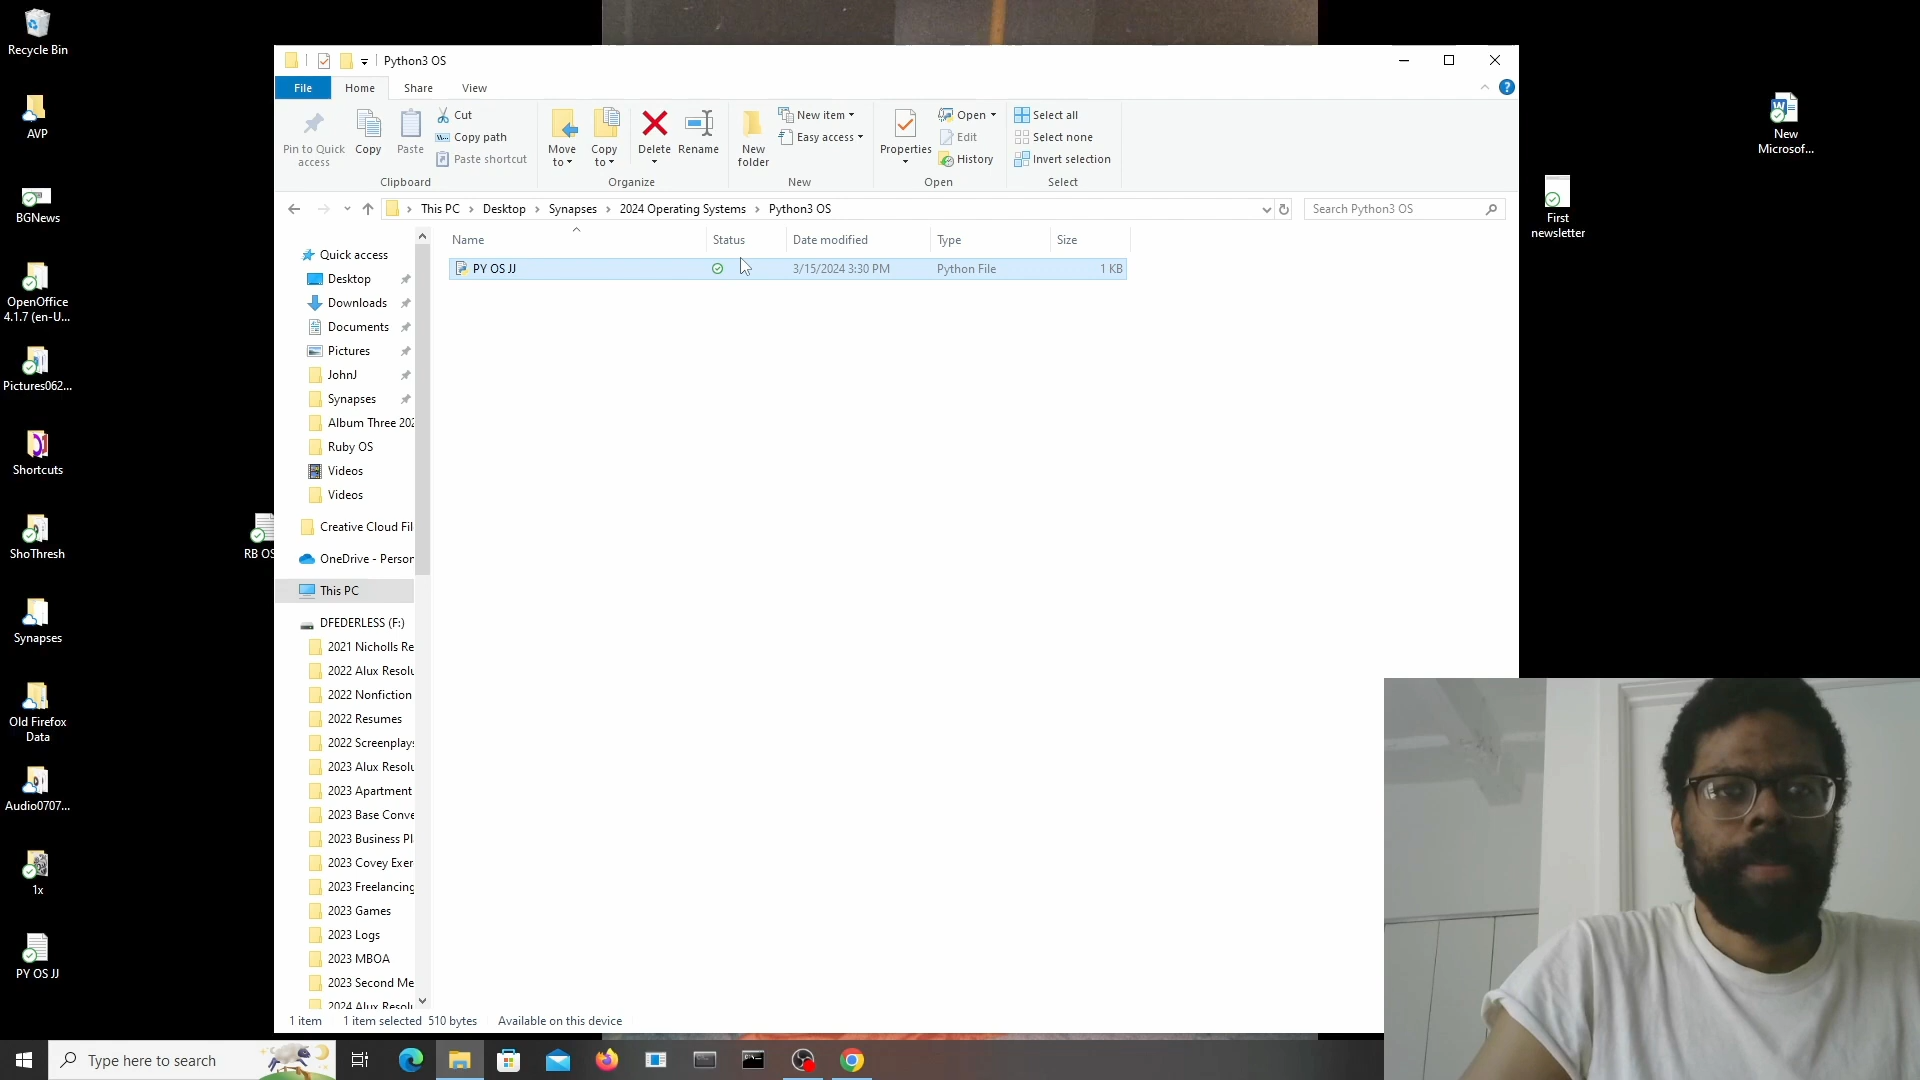 Recycle Bin
AVP
BGNews
OpenOffice
4.1.7 (en-U...
Pictures062...
Shortcuts
ShoThresh
Synapses
Old Firefox
Data
Audio0707...
1x
PY OS JJ
RB OS
Python3 OS
File
Home
Share
View
Pin to Quick
access
Copy
Paste
Cut
Copy path
Paste shortcut
Clipboard
Move
to
Copy
to
Delete
Rename
Organize
New
folder
New item
Easy access
New
Properties
Open
Edit
History
Open
Select all
Select none
Invert selection
Select
This PC > Desktop > Synapses > 2024 Operating Systems > Python3 OS
Search Python3 OS
Name Status Date modified Type Size
PY OS JJ 3/15/2024 3:30 PM Python File 1 KB
Quick access
Desktop
Downloads
Documents
Pictures
JohnJ
Synapses
Album Three 202
Ruby OS
Videos
Videos
Creative Cloud Fil
OneDrive - Person
This PC
DFEDERLESS (F:)
2021 Nicholls Re
2022 Alux Resolu
2022 Nonfiction
2022 Resumes
2022 Screenplays
2023 Alux Resolu
2023 Apartment
2023 Base Conve
2023 Business Pl
2023 Covey Exer
2023 Freelancing
2023 Games
2023 Logs
2023 MBOA
2023 Second Me
2024 Alux Resolu
1 item 1 item selected 510 bytes Available on this device
New
Microsof...
First
newsletter
Type here to search